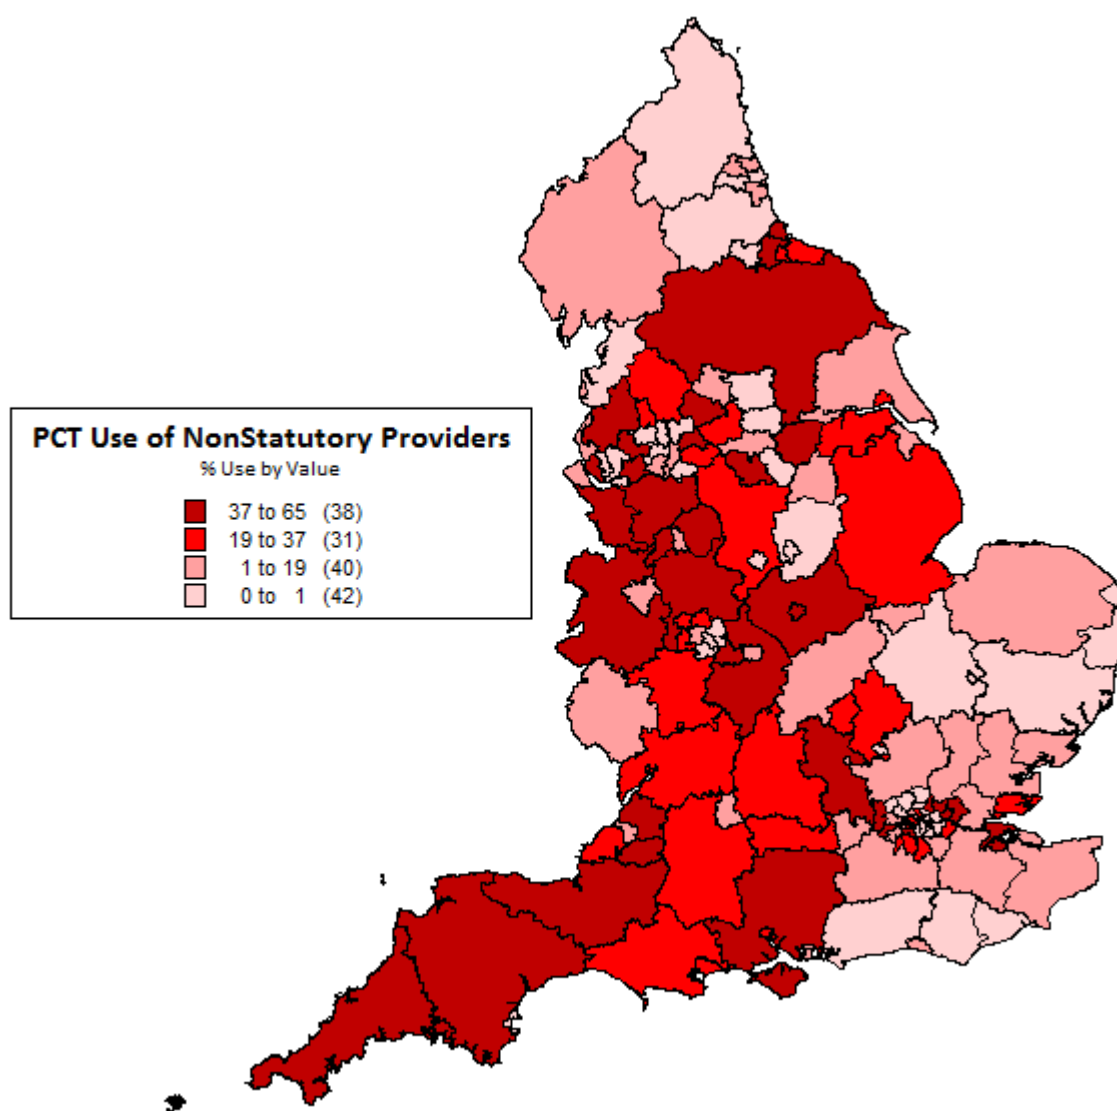 PCT Use of NonStatutory Providers
% Use by Value
37 to 65 (38)
19 to 37 (31)
1 to 19 (40)
0 to 1 (42)